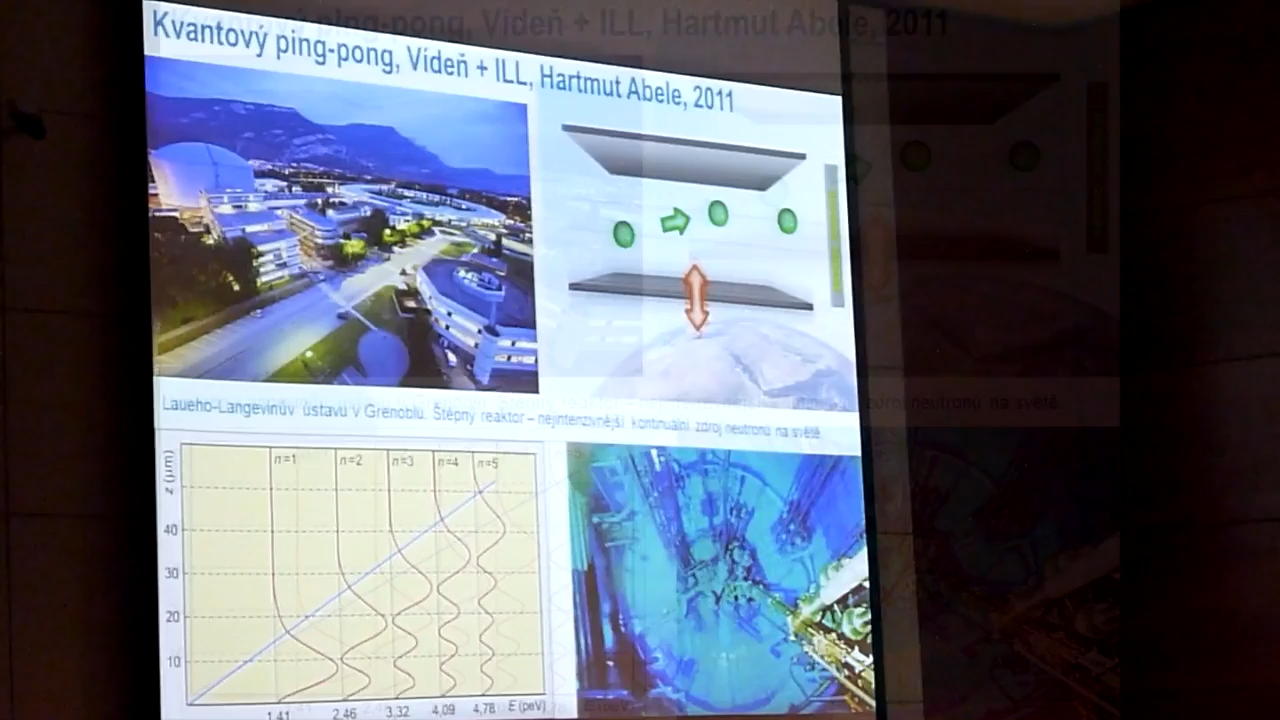 Kvantový ping-pong, Vídeň + ILL, Hartmut Abele, 2011
Laueho-Langevinův ústavu v Grenoblu. Štěpný reaktor – nejintenzivnější kontinuální zdroj neutronů na světě.
z (μm)
n=1 n=2 n=3 n=4 n=5
40
30
20
10
1,41 2,46 3,32 4,09 4,78 E (peV)